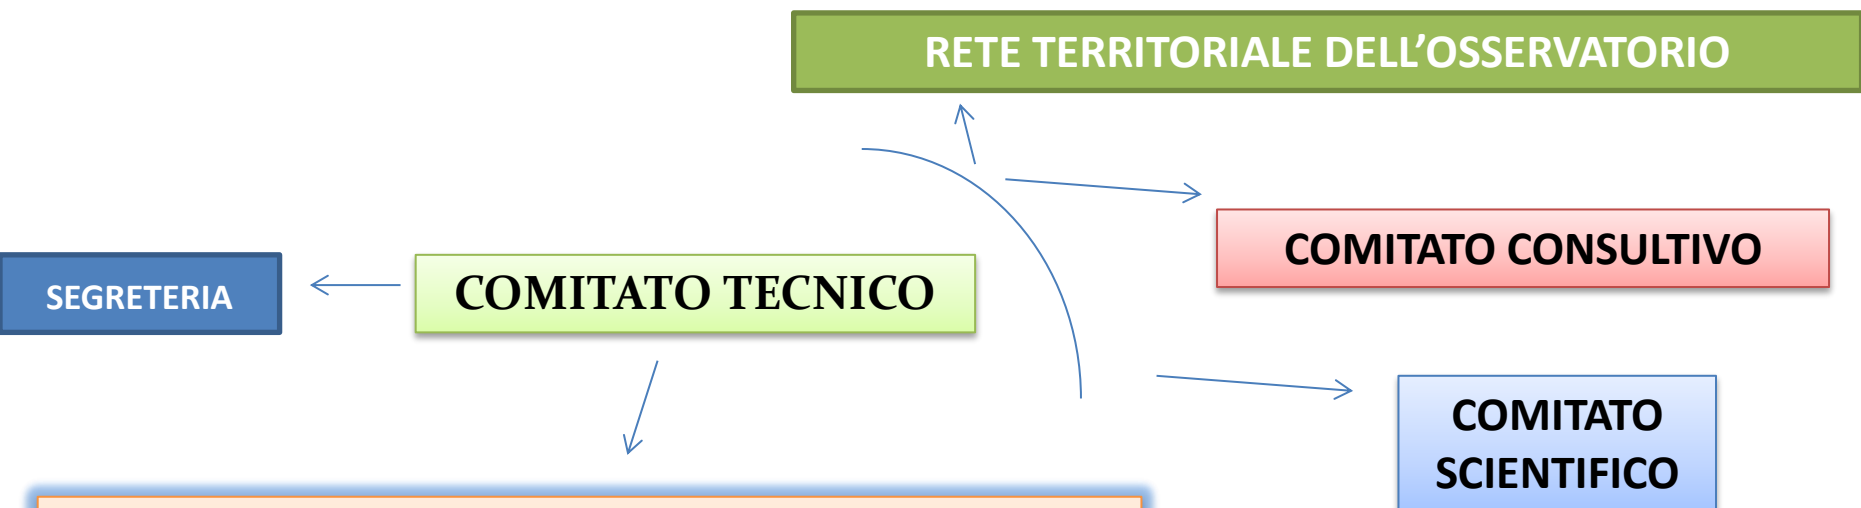 RETE TERRITORIALE DELL’OSSERVATORIO
COMITATO CONSULTIVO
SEGRETERIA
COMITATO TECNICO
COMITATO
SCIENTIFICO